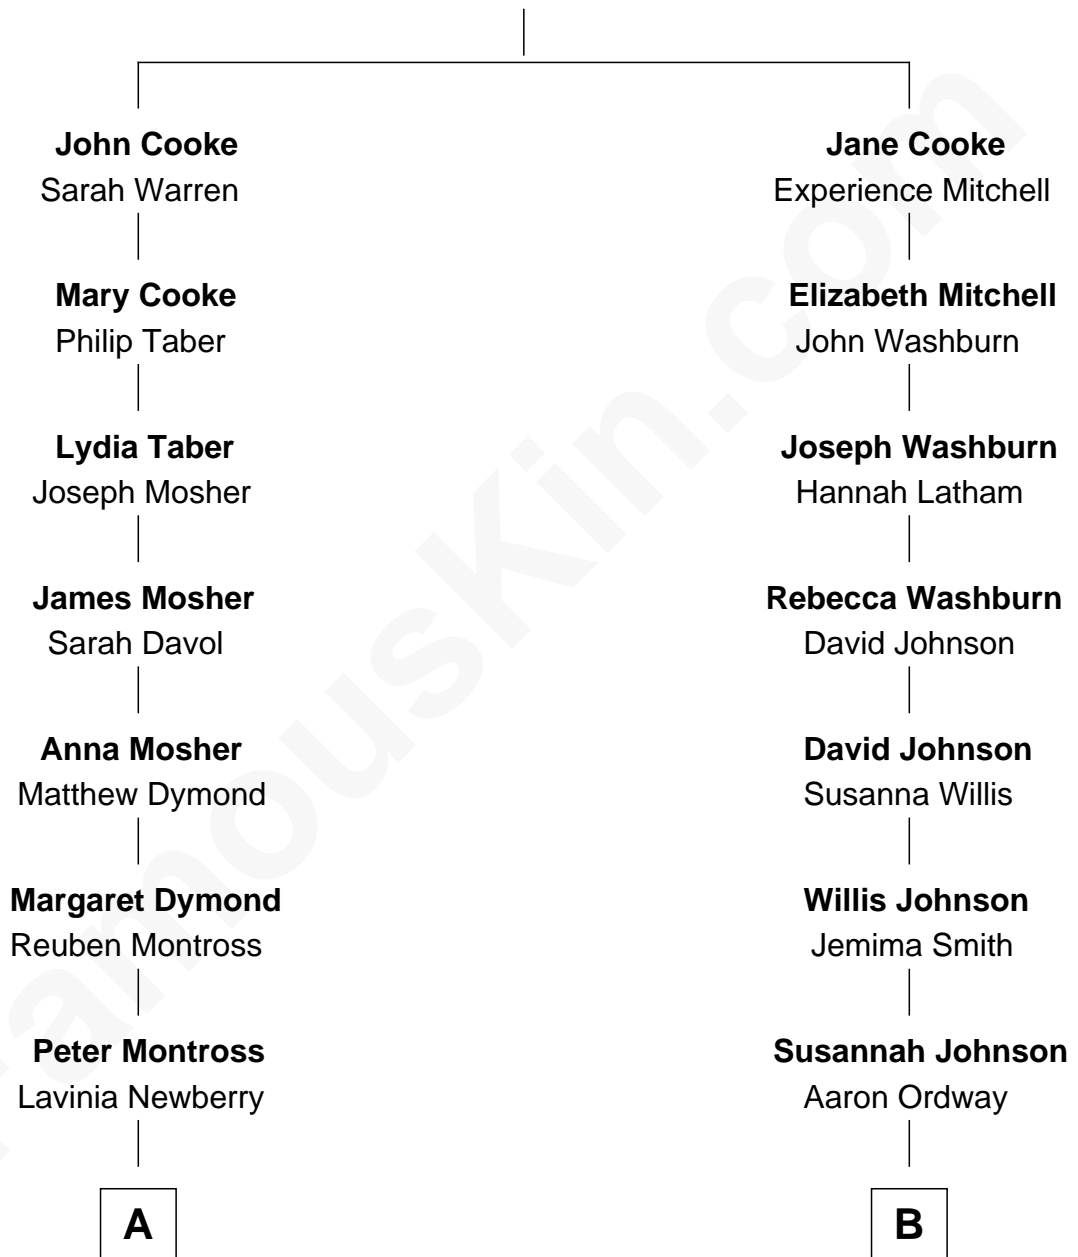 John Cooke
Sarah Warren
Jane Cooke
Experience Mitchell
Mary Cooke
Philip Taber
Elizabeth Mitchell
John Washburn
Lydia Taber
Joseph Mosher
Joseph Washburn
Hannah Latham
James Mosher
Sarah Davol
Rebecca Washburn
David Johnson
Anna Mosher
Matthew Dymond
David Johnson
Susanna Willis
Margaret Dymond
Reuben Montross
Willis Johnson
Jemima Smith
Peter Montross
Lavinia Newberry
Susannah Johnson
Aaron Ordway
A
B
FamousKin.com